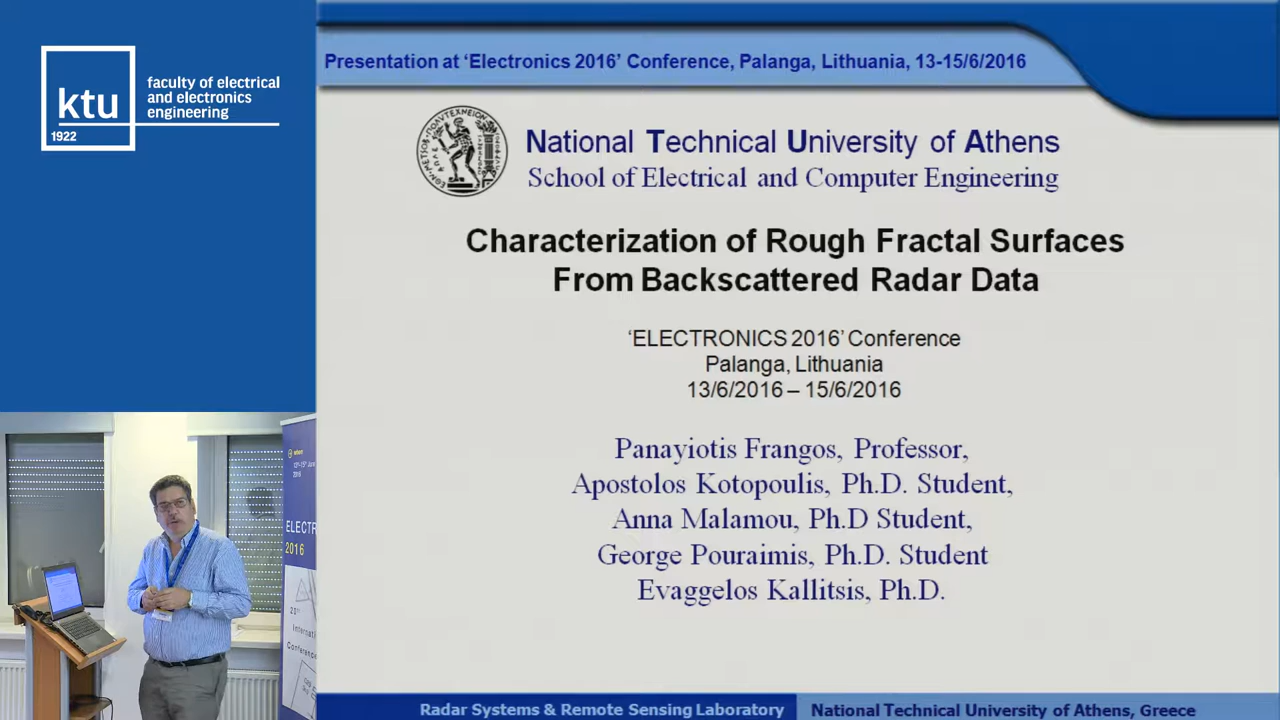 ktu
1922
faculty of electrical
and electronics
engineering
Presentation at ‘Electronics 2016’ Conference, Palanga, Lithuania, 13-15/6/2016
National Technical University of Athens
School of Electrical and Computer Engineering
Characterization of Rough Fractal Surfaces
From Backscattered Radar Data
‘ELECTRONICS 2016’ Conference
Palanga, Lithuania
13/6/2016 – 15/6/2016
Panayiotis Frangos, Professor,
Apostolos Kotopoulis, Ph.D. Student,
Anna Malamou, Ph.D Student,
George Pouraimis, Ph.D. Student
Evaggelos Kallitsis, Ph.D.
Radar Systems & Remote Sensing Laboratory
National Technical University of Athens, Greece
2016
ELECTR
2016
20th
Internati
Conference